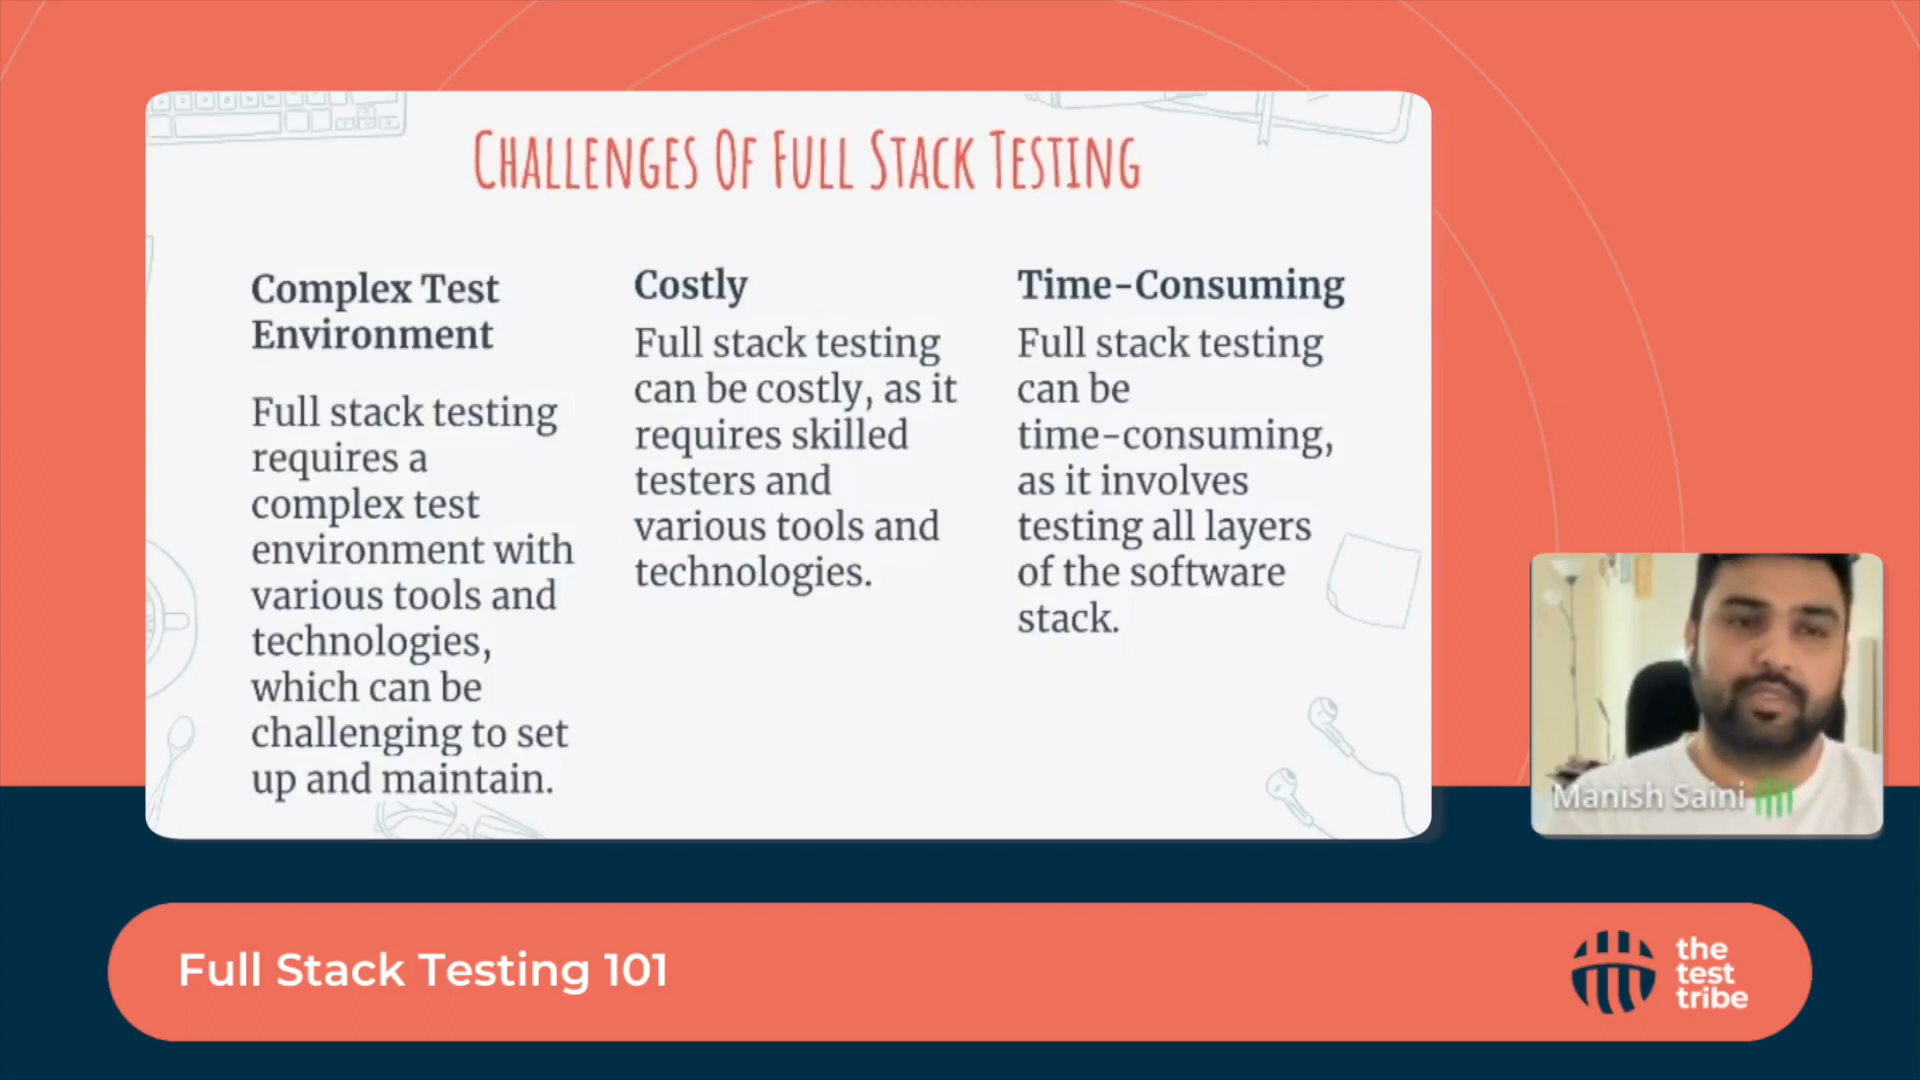 CHALLENGES OF FULL STACK TESTING
Complex Test
Environment
Full stack testing
requires a
complex test
environment with
various tools and
technologies,
which can be
challenging to set
up and maintain.
Costly
Full stack testing
can be costly, as it
requires skilled
testers and
various tools and
technologies.
Time-Consuming
Full stack testing
can be
time-consuming,
as it involves
testing all layers
of the software
stack.
Manish Saini
Full Stack Testing 101
the
test
tribe